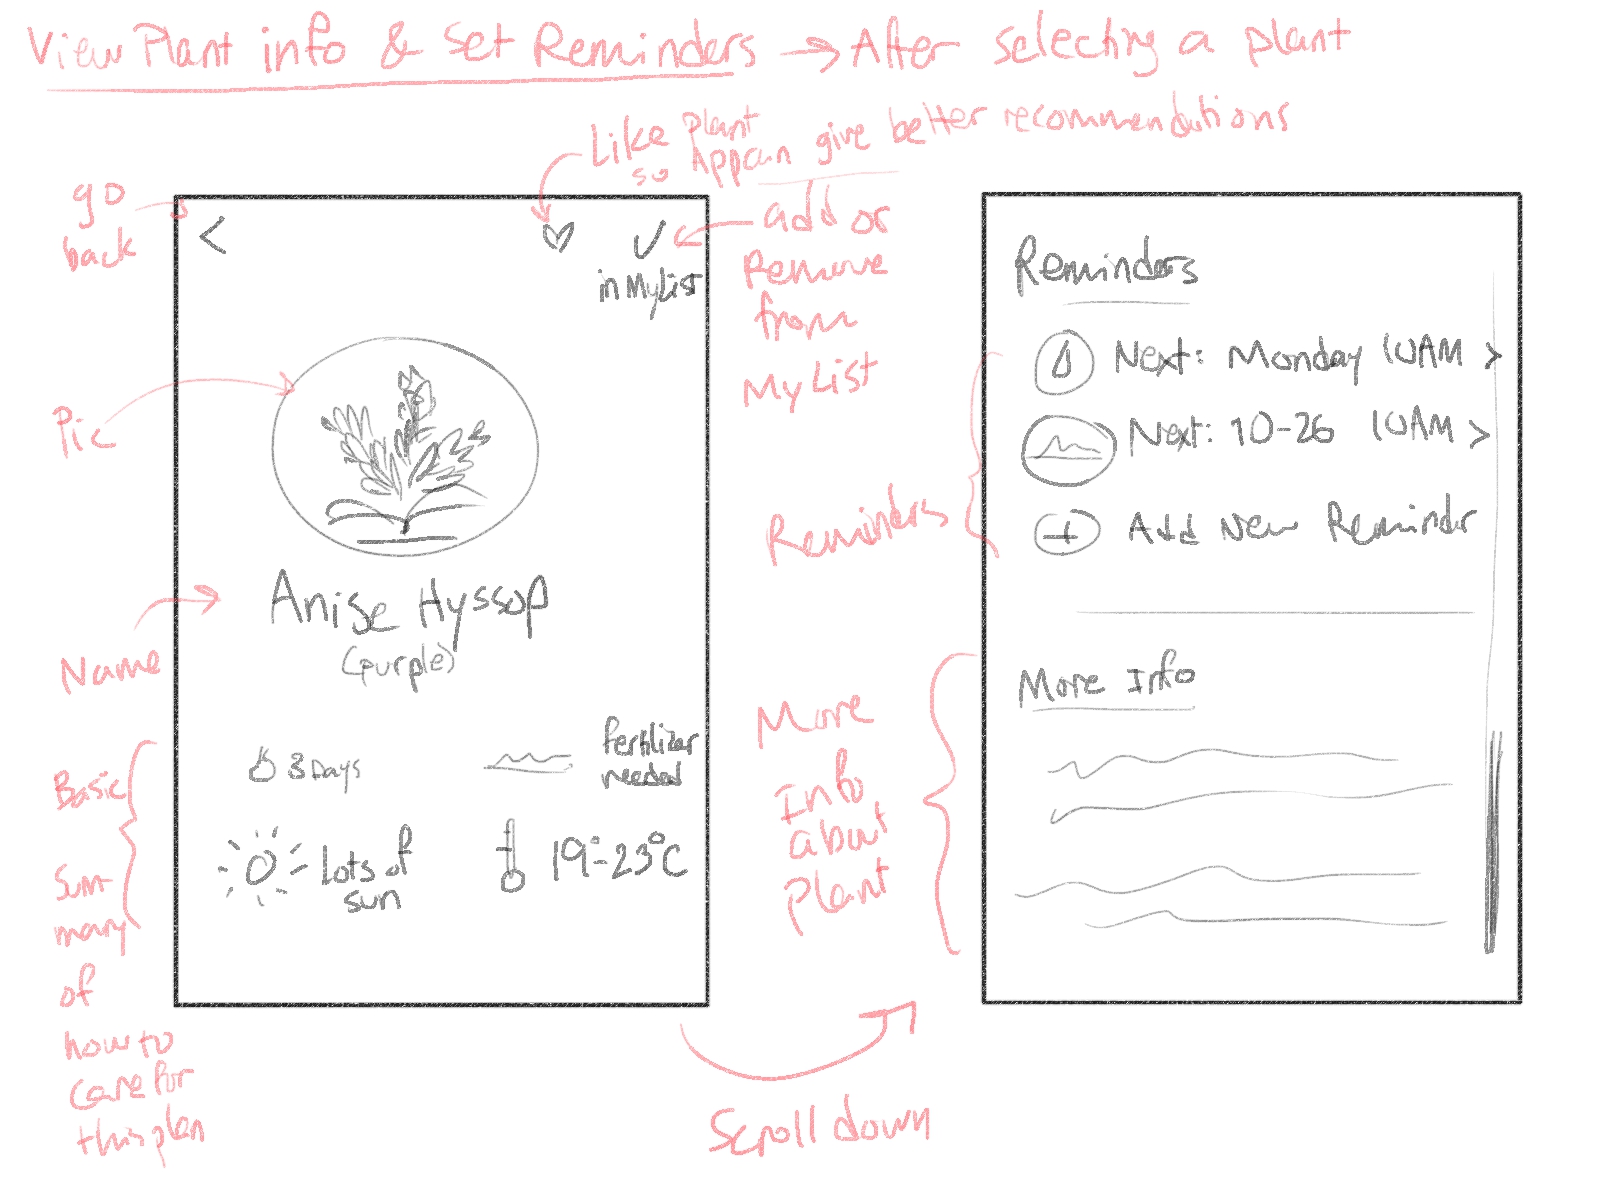 View Plant info & Set Reminders → After selecting a plant
Like plant
so App can give better recommendations
go
back
<
in MyList
add or
Remove
from
My List
Pic
Anise Hyssop
(purple)
Name
3 Days
Fertilizer
needed
Lots of
sun
19°-23°C
Basic
Sum-
mary
of
how to
care for
this plan
Reminders
Next: Monday 10AM >
Next: 10-26 10AM >
+ Add New Reminder
Reminders
More Info
More
Info
about
plant
Scroll down